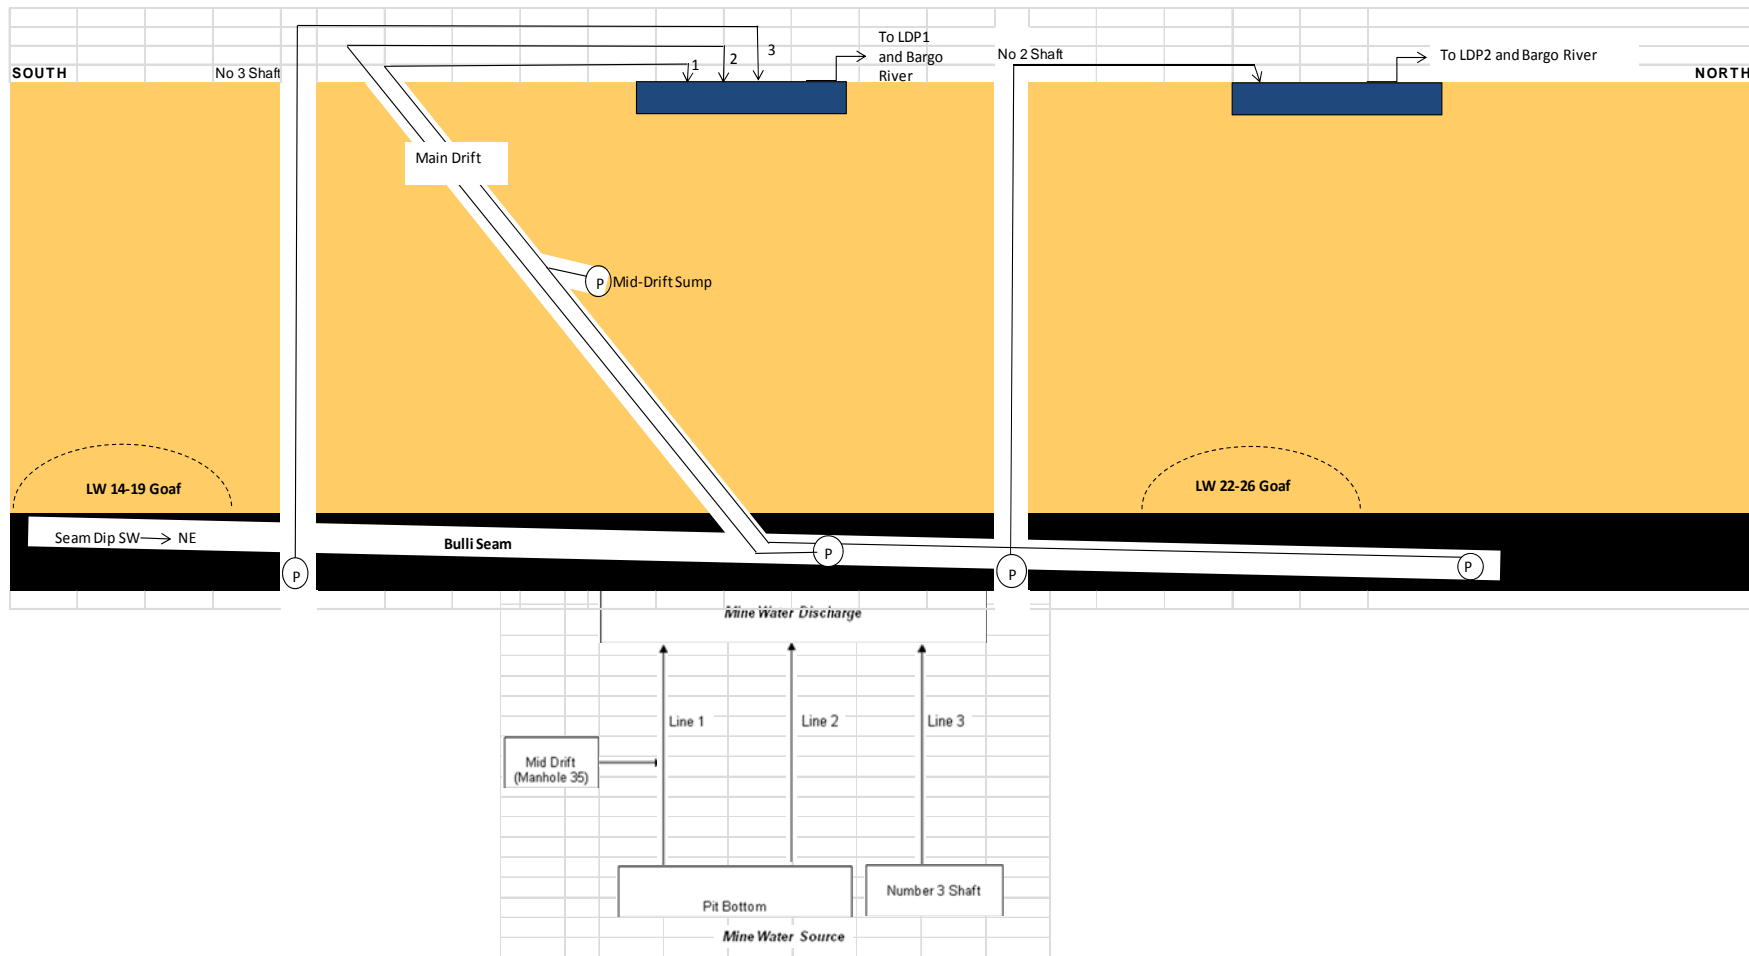 To LDP1
and Bargo
River
3
2
1
No 2 Shaft
To LDP2 and Bargo River
SOUTH
No 3 Shaft
NORTH
Main Drift
P
Mid-Drift Sump
LW 14-19 Goaf
LW 22-26 Goaf
Seam Dip SW
NE
Bulli Seam
P
P
P
P
Mine Water Discharge
Line 1
Line 2
Line 3
Mid Drift
(Manhole 35)
Number 3 Shaft
Pit Bottom
Mine Water Source